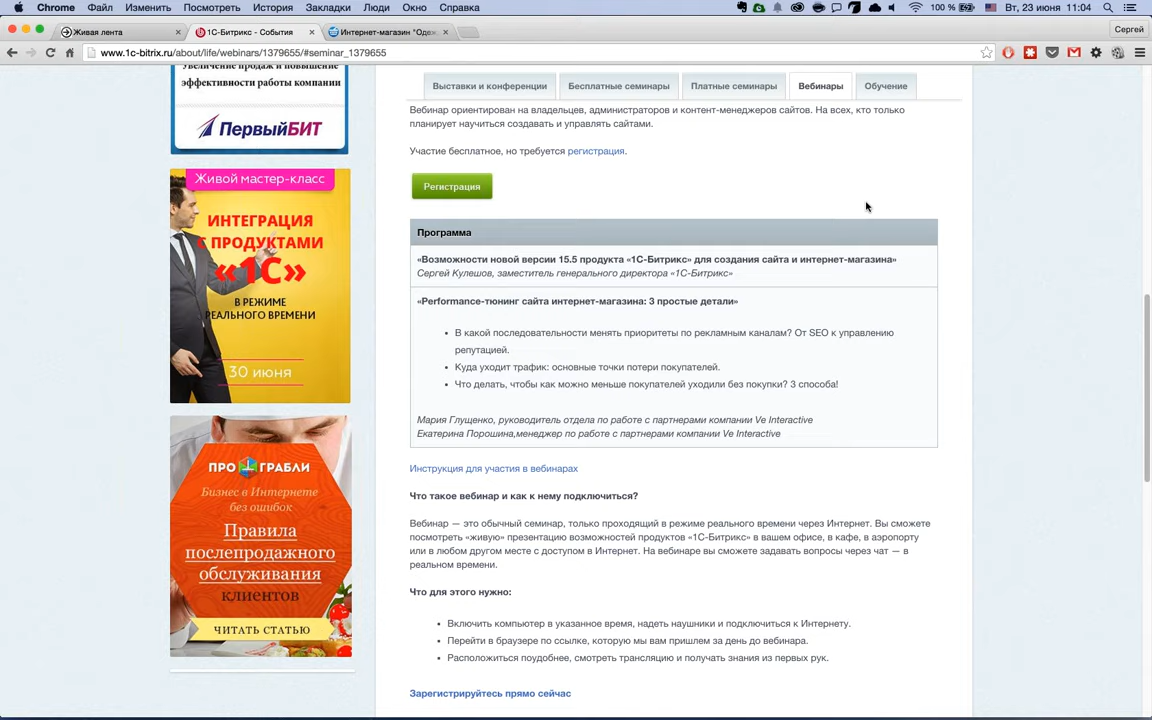 Chrome Файл Изменить Посмотреть История Закладки Люди Окно Справка
100 % Вт, 23 июня 11:04
Живая лента
1С-Битрикс - События
Интернет-магазин "Одеж
Сергей
www.1c-bitrix.ru/about/life/webinars/1379655/#seminar_1379655
Увеличение продаж и повышение
эффективности работы компании
ПервыйБИТ
Живой мастер-класс
ИНТЕГРАЦИЯ
С ПРОДУКТАМИ
«1С»
В РЕЖИМЕ
РЕАЛЬНОГО ВРЕМЕНИ
30 июня
ПРО ГРАБЛИ
Бизнес в Интернете
без ошибок
Правила
послепродажного
обслуживания
клиентов
ЧИТАТЬ СТАТЬЮ
Выставки и конференции
Бесплатные семинары
Платные семинары
Вебинары
Обучение
Вебинар ориентирован на владельцев, администраторов и контент-менеджеров сайтов. На всех, кто только
планирует научиться создавать и управлять сайтами.
Участие бесплатное, но требуется регистрация.
Регистрация
Программа
«Возможности новой версии 15.5 продукта «1С-Битрикс» для создания сайта и интернет-магазина»
Сергей Кулешов, заместитель генерального директора «1С-Битрикс»
«Performance-тюнинг сайта интернет-магазина: 3 простые детали»
• В какой последовательности менять приоритеты по рекламным каналам? От SEO к управлению
репутацией.
• Куда уходит трафик: основные точки потери покупателей.
• Что делать, чтобы как можно меньше покупателей уходили без покупки? 3 способа!
Мария Глущенко, руководитель отдела по работе с партнерами компании Ve Interactive
Екатерина Порошина,менеджер по работе с партнерами компании Ve Interactive
Инструкция для участия в вебинарах
Что такое вебинар и как к нему подключиться?
Вебинар — это обычный семинар, только проходящий в режиме реального времени через Интернет. Вы сможете
посмотреть «живую» презентацию возможностей продуктов «1С-Битрикс» в вашем офисе, в кафе, в аэропорту
или в любом другом месте с доступом в Интернет. На вебинаре вы сможете задавать вопросы через чат — в
реальном времени.
Что для этого нужно:
• Включить компьютер в указанное время, надеть наушники и подключиться к Интернету.
• Перейти в браузере по ссылке, которую мы вам пришлем за день до вебинара.
• Расположиться поудобнее, смотреть трансляцию и получать знания из первых рук.
Зарегистрируйтесь прямо сейчас